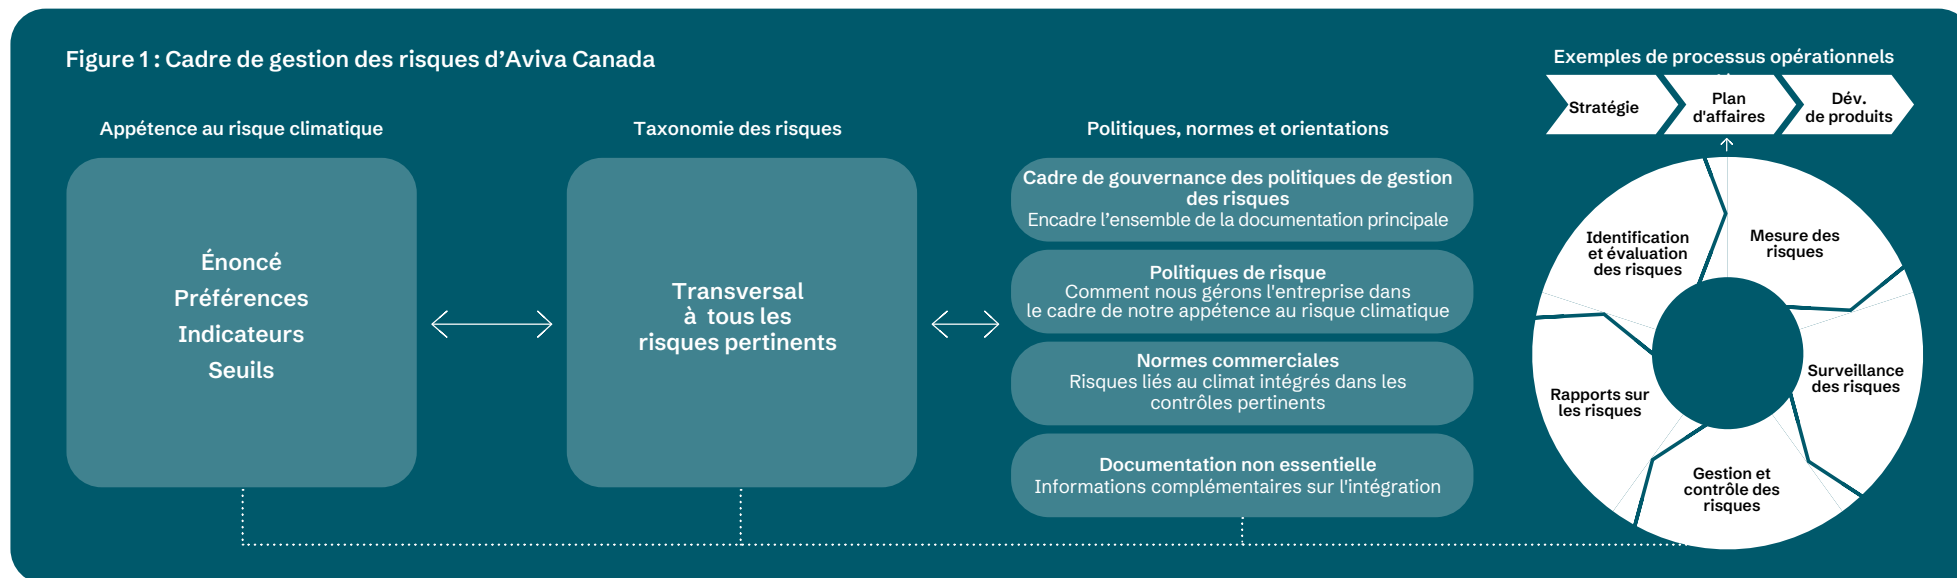 Figure 1 : Cadre de gestion des risques d’Aviva Canada
Appétence au risque climatique
Énoncé
Préférences
Indicateurs
Seuils
Taxonomie des risques
Transversal
à tous les
risques pertinents
Politiques, normes et orientations
Cadre de gouvernance des politiques de gestion
des risques
Encadre l’ensemble de la documentation principale
Politiques de risque
Comment nous gérons l'entreprise dans
le cadre de notre appétence au risque climatique
Normes commerciales
Risques liés au climat intégrés dans les
contrôles pertinents
Documentation non essentielle
Informations complémentaires sur l'intégration
Exemples de processus opérationnels
Stratégie
Plan
d'affaires
Dév.
de produits
Identification
et évaluation
des risques
Mesure des
risques
Surveillance
des risques
Gestion et
contrôle des
risques
Rapports sur
les risques